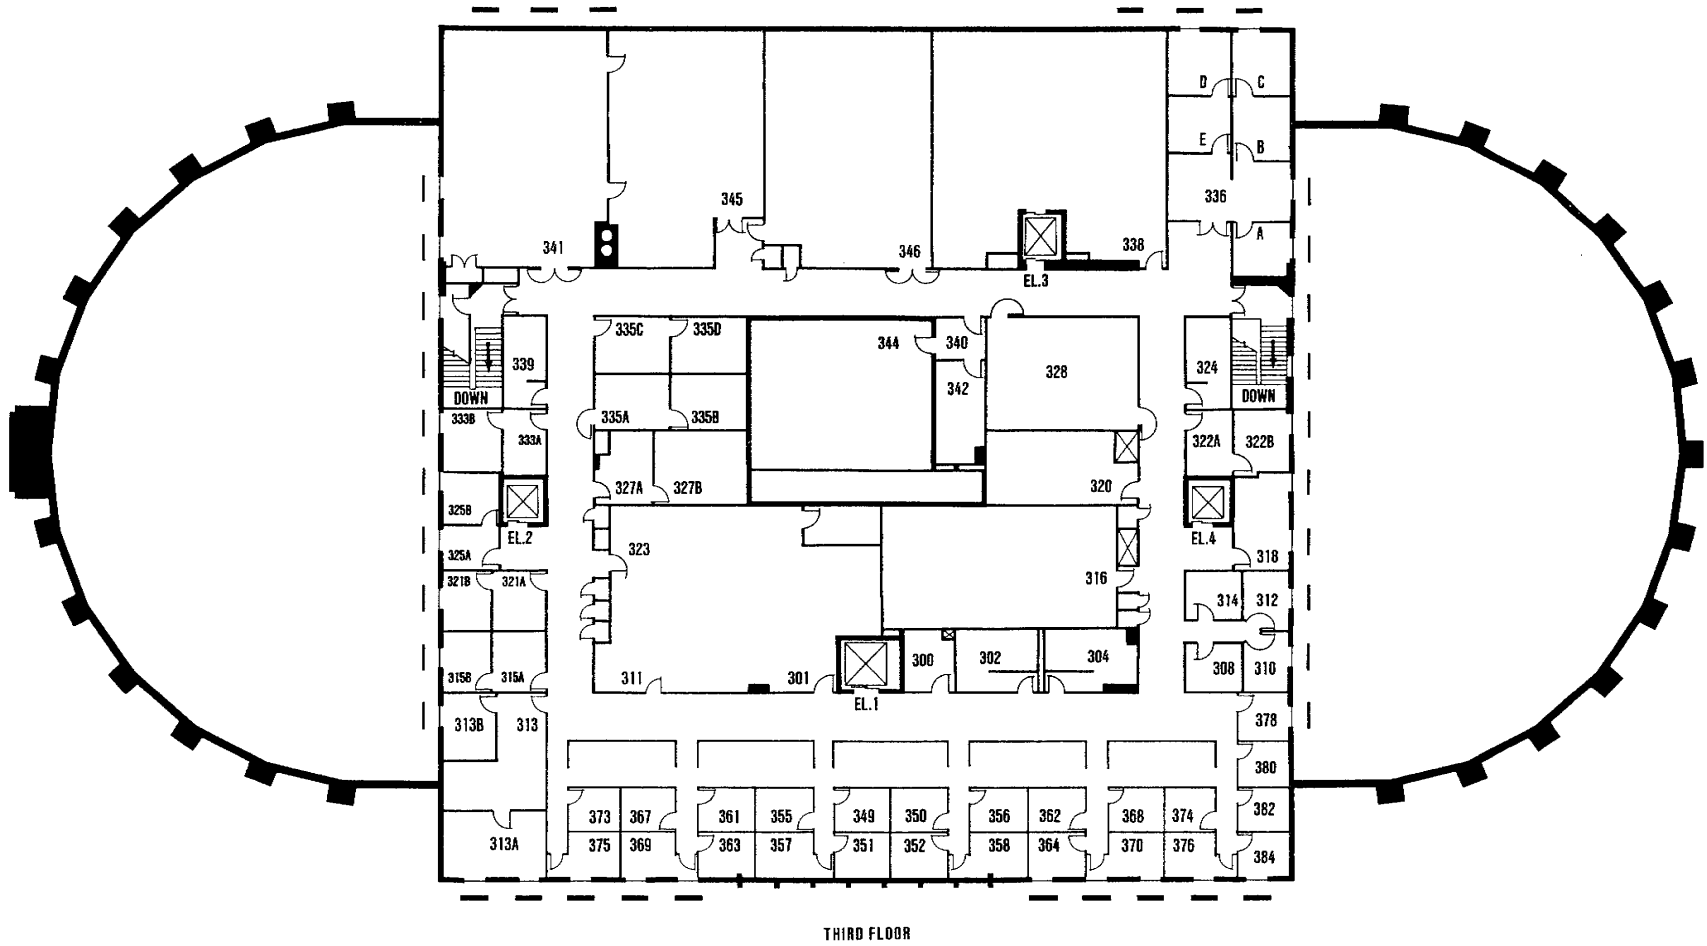 D C
E B
345 336
341 346 338 A
EL.3
335C 335D 344 340
339 342 328 324
DOWN DOWN
333B 335A 335B
333A 322A 322B
327A 327B 320
325B
EL.2 EL.4
325A 323 318
321B 321A 316
314 312
300 302 304
315B 315A 311 301 308 310
EL.1
313B 313 378
380
373 367 361 355 349 350 356 362 368 374 382
313A 375 369 363 357 351 352 358 364 370 376 384
THIRD FLOOR